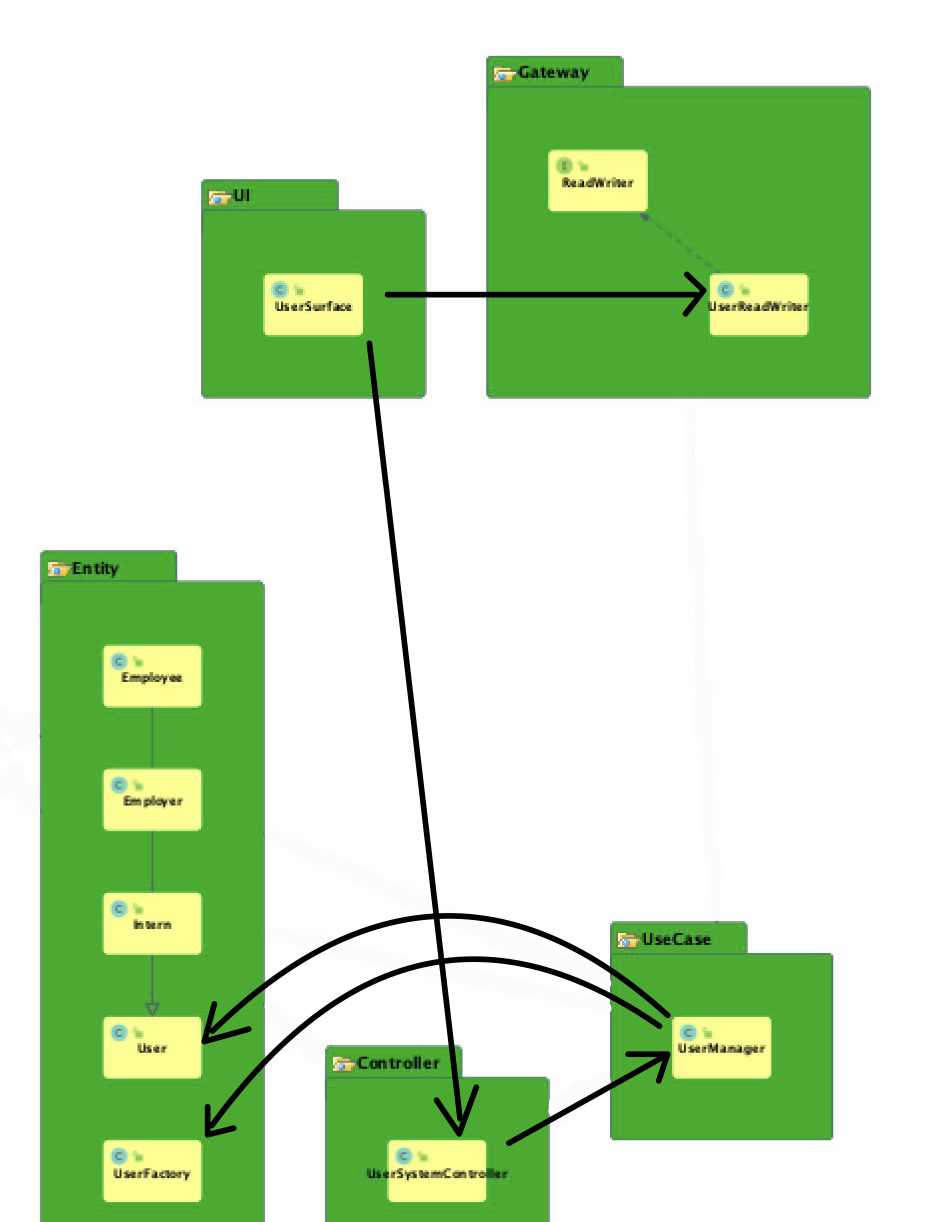 Gateway
ReadWriter
UI
UserSurface
UserReadWriter
Entity
Employee
Employer
Intern
UseCase
User
UserManager
Controller
UserFactory
UserSystemController